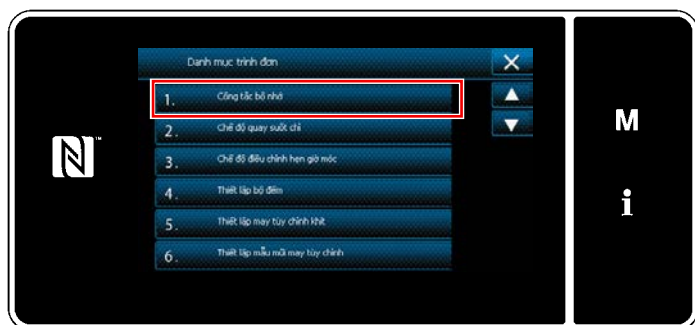 Danh mục trình đơn
1. Công tắc bộ nhớ
2. Chế độ quay suốt chỉ
3. Chế độ điều chỉnh hẹn giờ móc
4. Thiết lập bộ đếm
5. Thiết lập may tùy chỉnh khít
6. Thiết lập mẫu mũi may tùy chỉnh
M
i